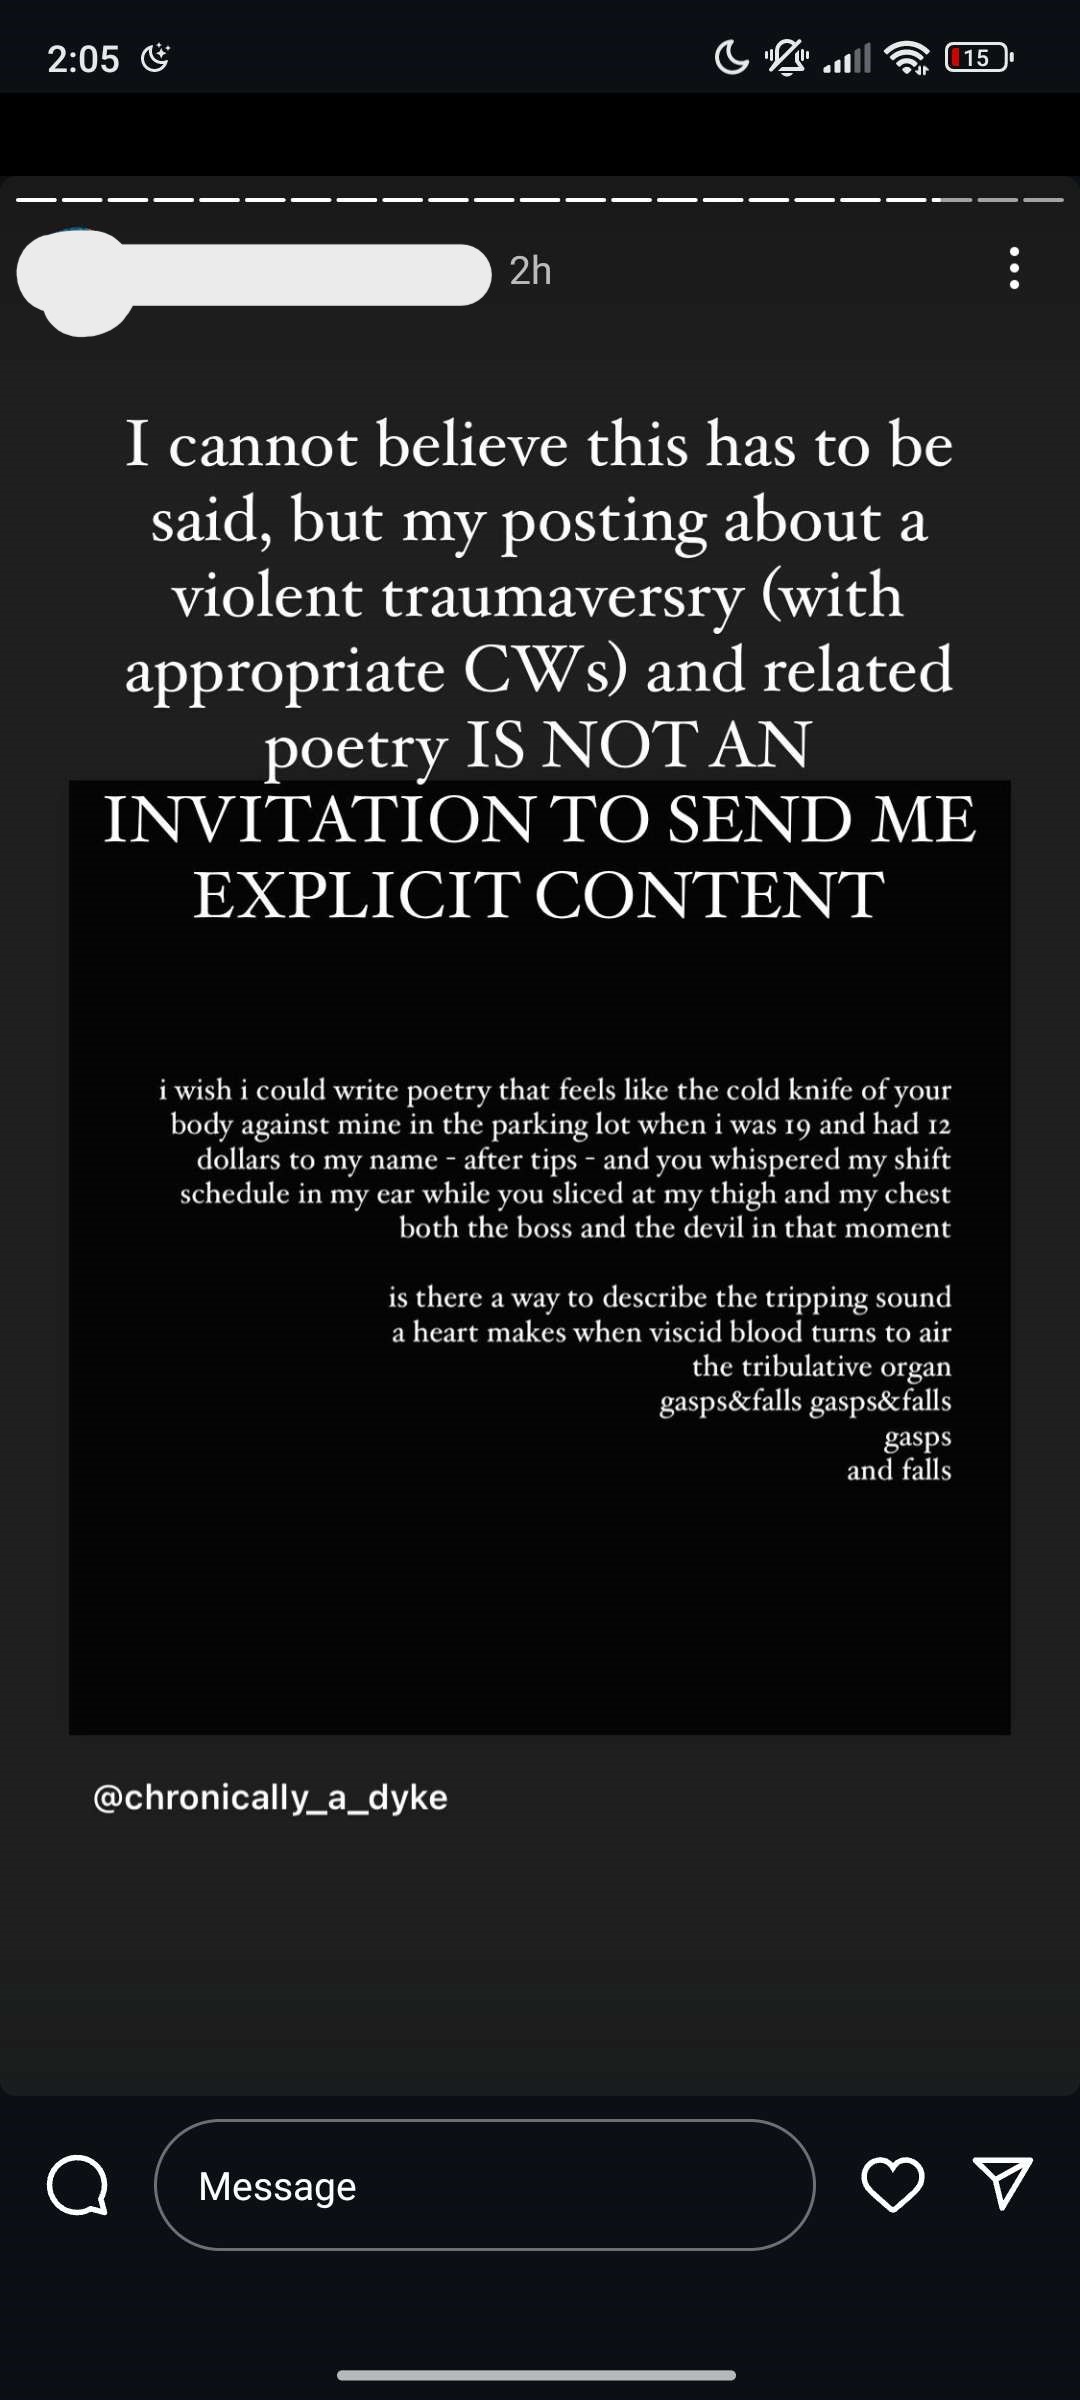 2:05
15
2h
I cannot believe this has to be
said, but my posting about a
violent traumaversry (with
appropriate CWs) and related
poetry IS NOT AN
INVITATION TO SEND ME
EXPLICIT CONTENT
i wish i could write poetry that feels like the cold knife of your
body against mine in the parking lot when i was 19 and had 12
dollars to my name - after tips - and you whispered my shift
schedule in my ear while you sliced at my thigh and my chest
both the boss and the devil in that moment
is there a way to describe the tripping sound
a heart makes when viscid blood turns to air
the tribulative organ
gasps&falls gasps&falls
gasps
and falls
@chronically_a_dyke
Message